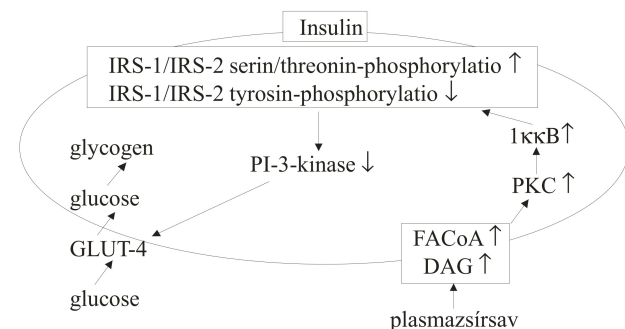 Insulin
IRS-1/IRS-2 serin/threonin-phosphorylatio ↑
IRS-1/IRS-2 tyrosin-phosphorylatio ↓
1κκB↑
glycogen
PI-3-kinase ↓
PKC ↑
glucose
FACoA ↑
GLUT-4
DAG ↑
glucose
plasmazsírsav